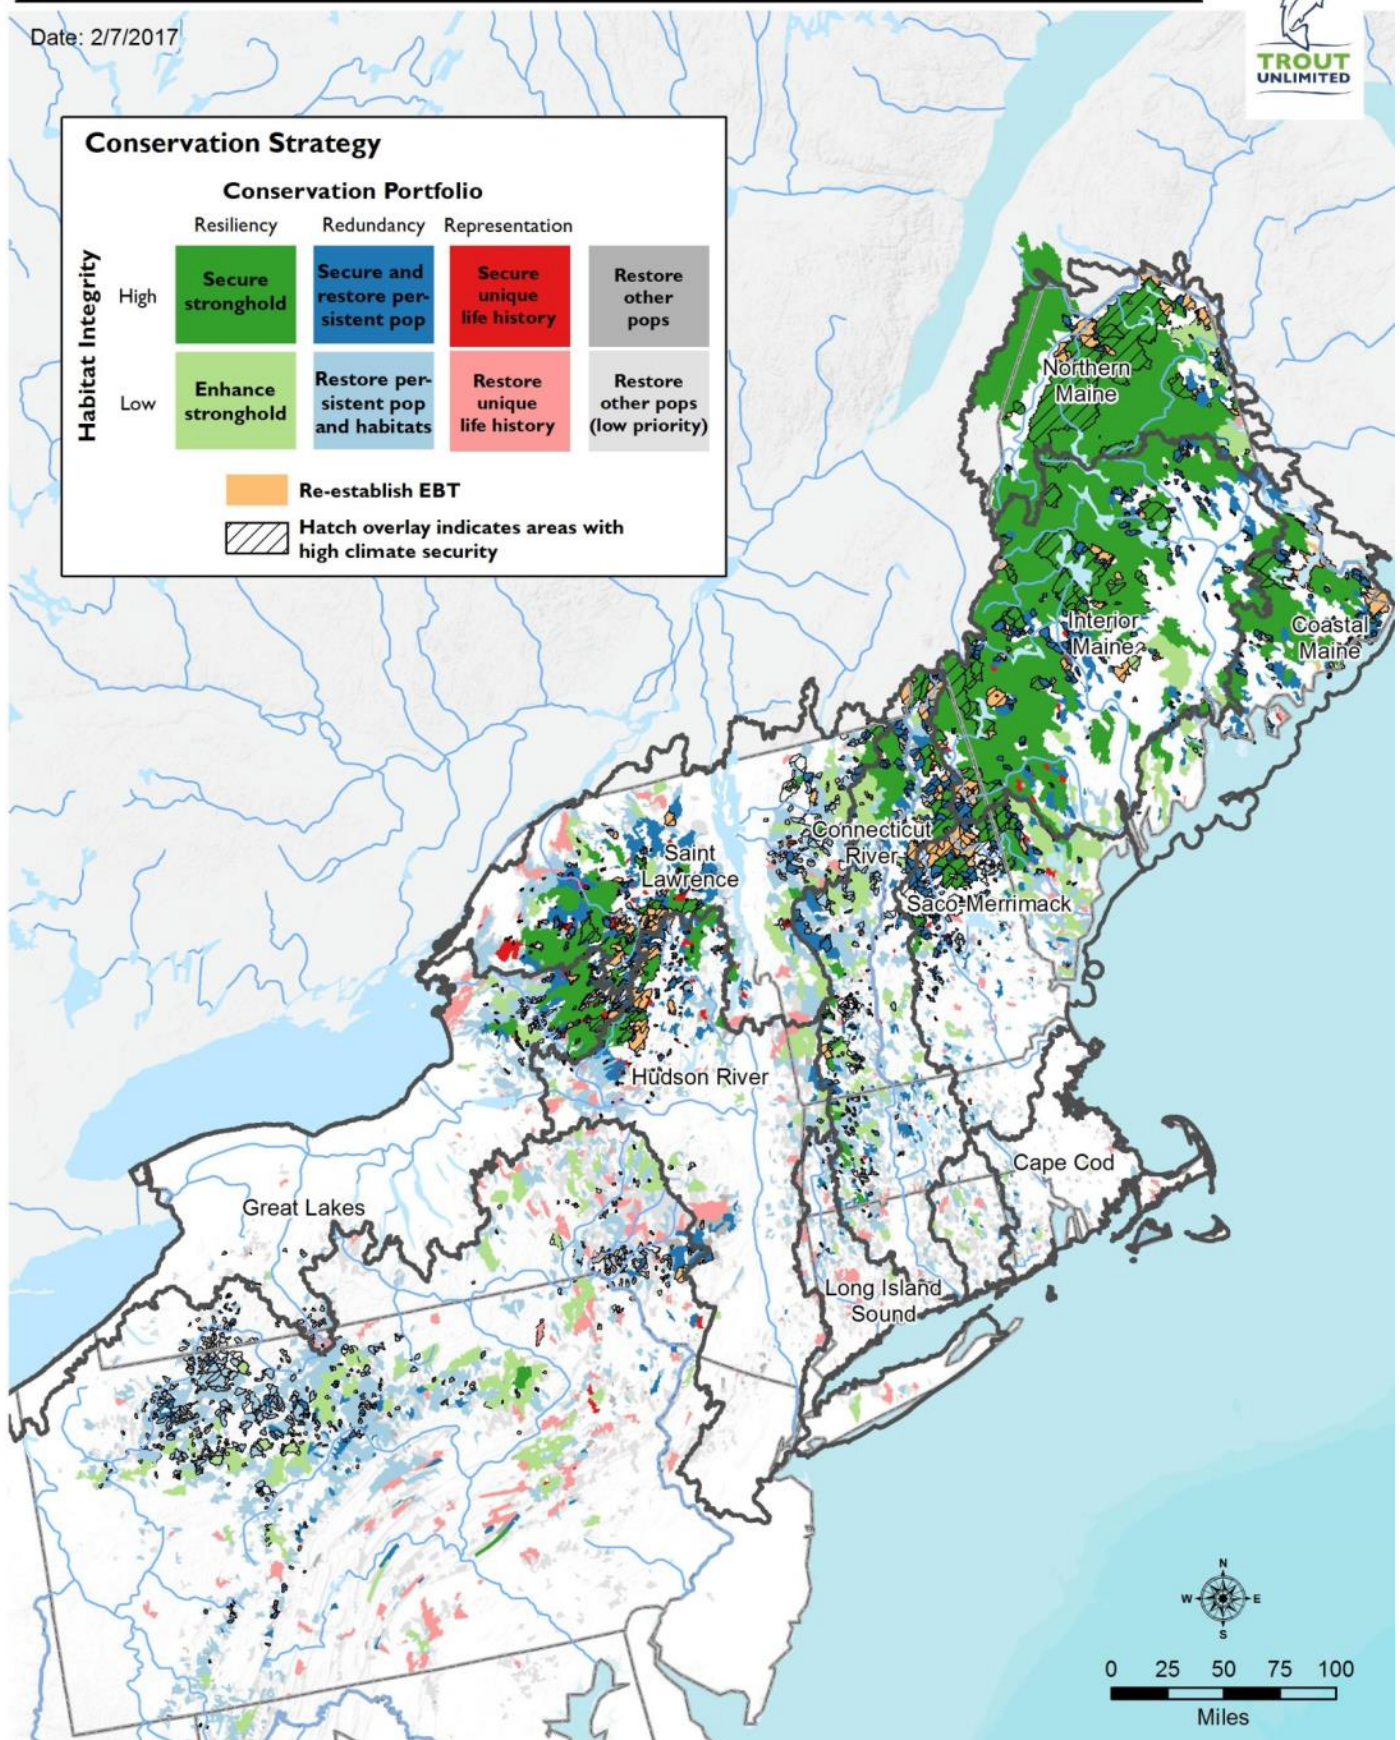 Date: 2/7/2017
TROUT
UNLIMITED
Conservation Strategy
Conservation Portfolio
Resiliency Redundancy Representation
Habitat Integrity
High
Secure
stronghold
Secure and
restore per-
sistent pop
Secure
unique
life history
Restore
other
pops
Low
Enhance
stronghold
Restore per-
sistent pop
and habitats
Restore
unique
life history
Restore
other pops
(low priority)
Re-establish EBT
Hatch overlay indicates areas with
high climate security
Northern
Maine
Interior
Maine
Coastal
Maine
Connecticut
River
Saint
Lawrence
Saco-Merrimack
Hudson River
Cape Cod
Great Lakes
Long Island
Sound
N
W E
S
0 25 50 75 100
Miles